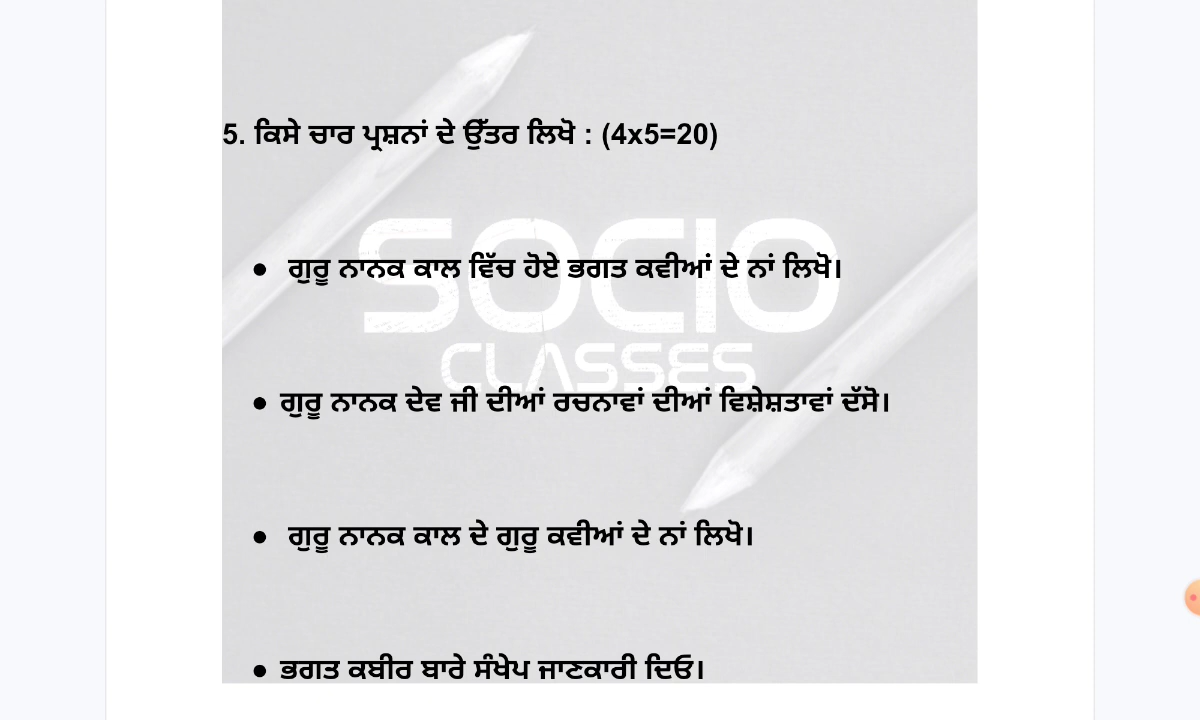 5. ਕਿਸੇ ਚਾਰ ਪ੍ਰਸ਼ਨਾਂ ਦੇ ਉੱਤਰ ਲਿਖੋ : (4x5=20)
SOCIO
CLASSES
● ਗੁਰੂ ਨਾਨਕ ਕਾਲ ਵਿੱਚ ਹੋਏ ਭਗਤ ਕਵੀਆਂ ਦੇ ਨਾਂ ਲਿਖੋ।
● ਗੁਰੂ ਨਾਨਕ ਦੇਵ ਜੀ ਦੀਆਂ ਰਚਨਾਵਾਂ ਦੀਆਂ ਵਿਸ਼ੇਸ਼ਤਾਵਾਂ ਦੱਸੋ।
● ਗੁਰੂ ਨਾਨਕ ਕਾਲ ਦੇ ਗੁਰੂ ਕਵੀਆਂ ਦੇ ਨਾਂ ਲਿਖੋ।
● ਭਗਤ ਕਬੀਰ ਬਾਰੇ ਸੰਖੇਪ ਜਾਣਕਾਰੀ ਦਿਓ।